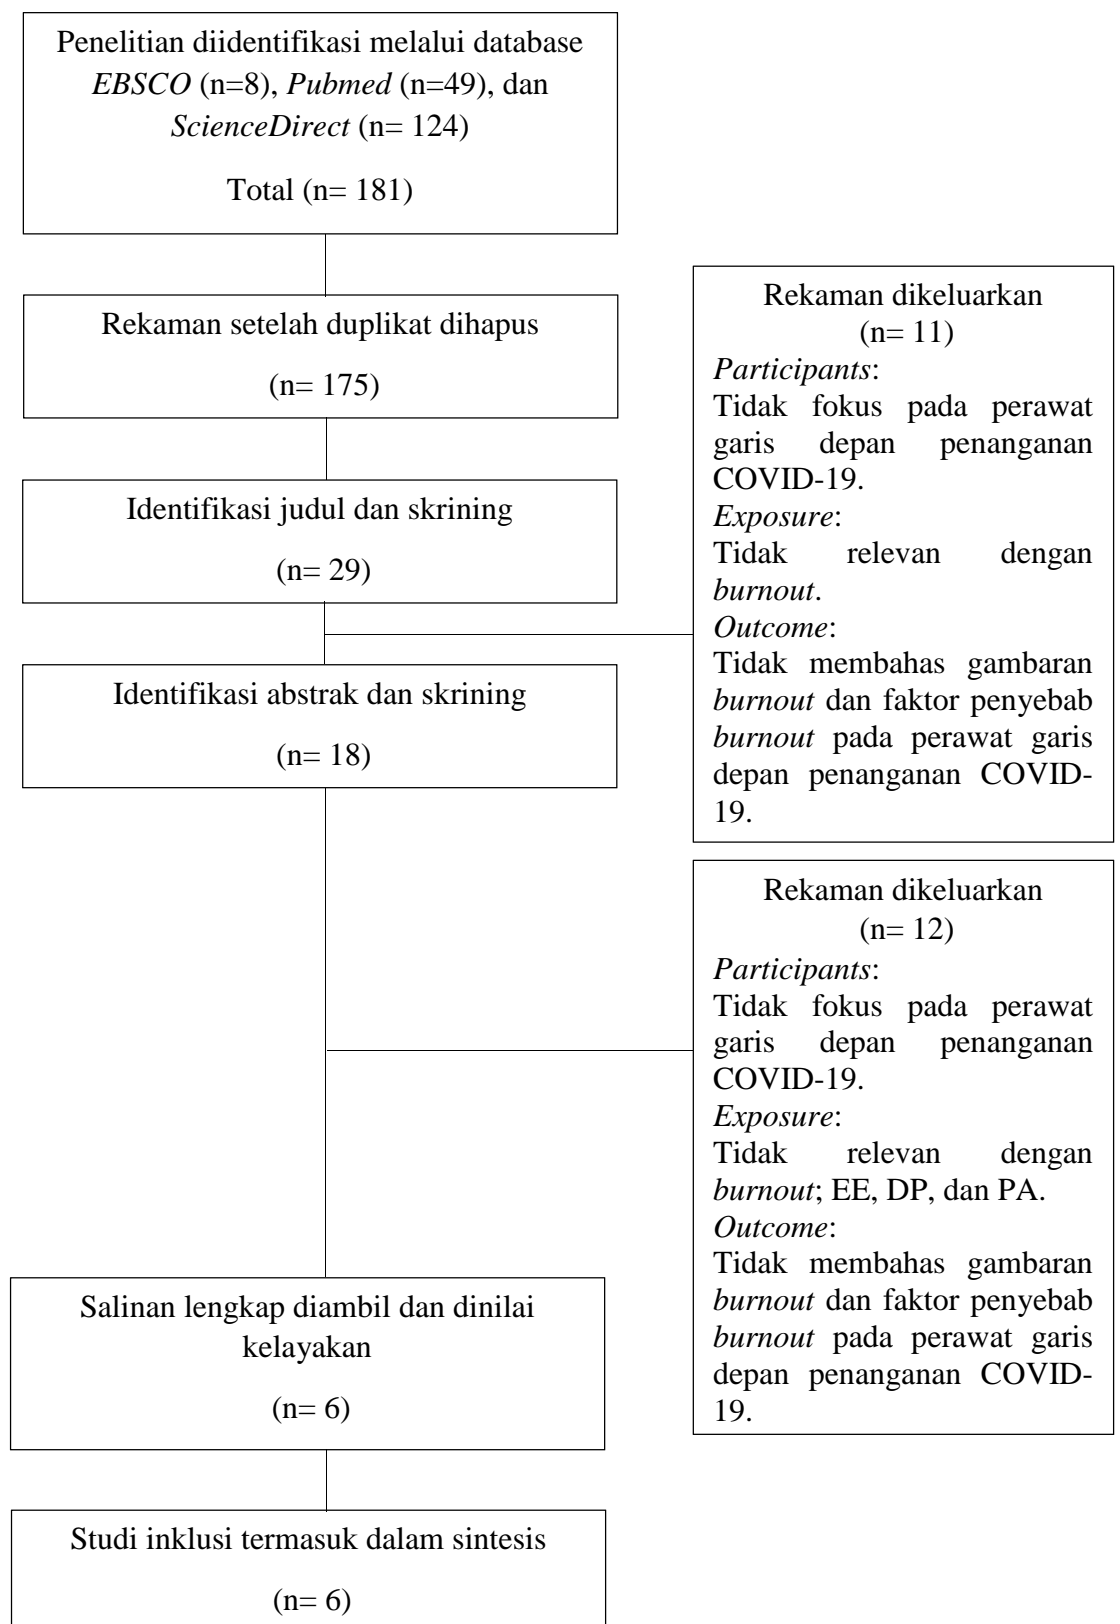 Penelitian diidentifikasi melalui database
EBSCO (n=8), Pubmed (n=49), dan
ScienceDirect (n= 124)
Total (n= 181)
Rekaman setelah duplikat dihapus
(n= 175)
Identifikasi judul dan skrining
(n= 29)
Rekaman dikeluarkan
(n= 11)
Participants:
Tidak fokus pada perawat
garis depan penanganan
COVID-19.
Exposure:
Tidak relevan dengan
burnout.
Outcome:
Tidak membahas gambaran
burnout dan faktor penyebab
burnout pada perawat garis
depan penanganan COVID-
19.
Identifikasi abstrak dan skrining
(n= 18)
Rekaman dikeluarkan
(n= 12)
Participants:
Tidak fokus pada perawat
garis depan penanganan
COVID-19.
Exposure:
Tidak relevan dengan
burnout; EE, DP, dan PA.
Outcome:
Tidak membahas gambaran
burnout dan faktor penyebab
burnout pada perawat garis
depan penanganan COVID-
19.
Salinan lengkap diambil dan dinilai
kelayakan
(n= 6)
Studi inklusi termasuk dalam sintesis
(n= 6)